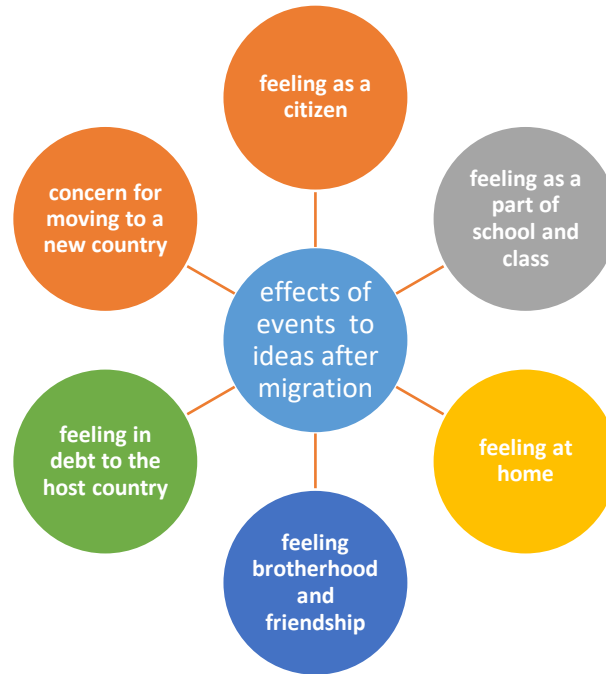 feeling as a
citizen
feeling as a
part of
school and
class
feeling at
home
feeling
brotherhood
and
friendship
feeling in
debt to the
host country
concern for
moving to a
new country
effects of
events to
ideas after
migration